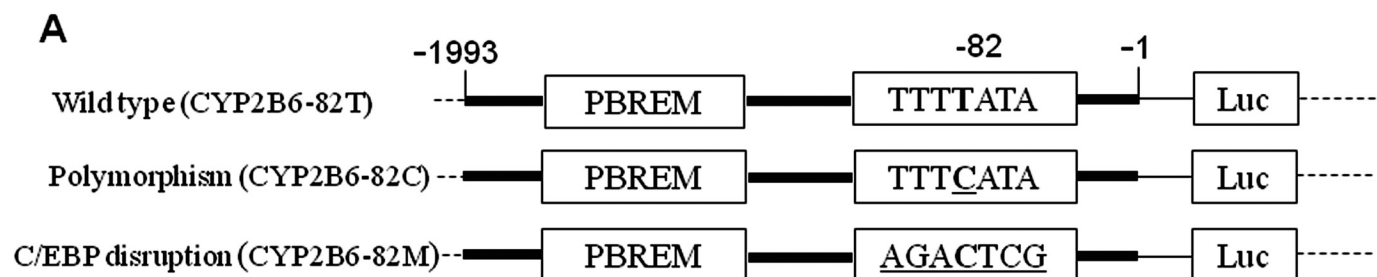 A
-1993 -82 -1
Wild type (CYP2B6-82T) PBREM TTTTATA Luc
Polymorphism (CYP2B6-82C) PBREM TTTCATA Luc
C/EBP disruption (CYP2B6-82M) PBREM AGACTCG Luc